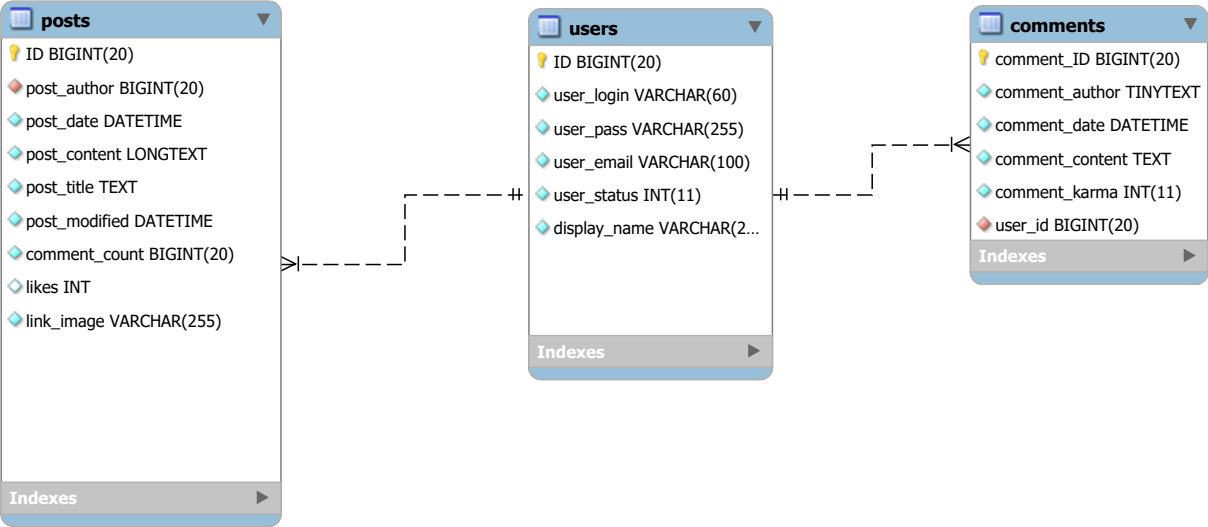 posts
ID BIGINT(20)
post_author BIGINT(20)
post_date DATETIME
post_content LONGTEXT
post_title TEXT
post_modified DATETIME
comment_count BIGINT(20)
likes INT
link_image VARCHAR(255)
Indexes
users
ID BIGINT(20)
user_login VARCHAR(60)
user_pass VARCHAR(255)
user_email VARCHAR(100)
user_status INT(11)
display_name VARCHAR(2...
Indexes
comments
comment_ID BIGINT(20)
comment_author TINYTEXT
comment_date DATETIME
comment_content TEXT
comment_karma INT(11)
user_id BIGINT(20)
Indexes